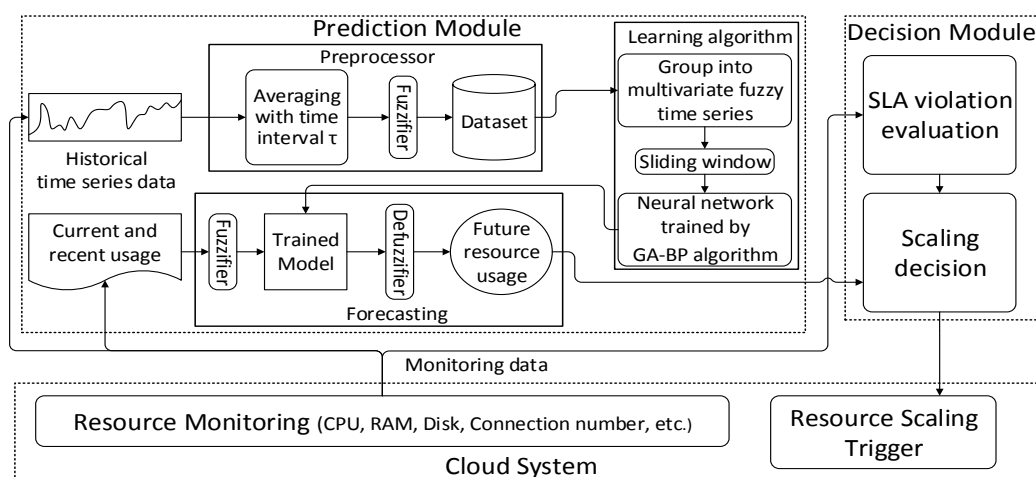 Prediction Module
Preprocessor
Averaging
with time
interval τ
Fuzzifier
Dataset
Historical
time series data
Learning algorithm
Group into
multivariate fuzzy
time series
Sliding window
Neural network
trained by
GA-BP algorithm
Current and
recent usage
Fuzzifier
Trained
Model
Defuzzifier
Future
resource
usage
Forecasting
Decision Module
SLA violation
evaluation
Scaling
decision
Monitoring data
Resource Monitoring (CPU, RAM, Disk, Connection number, etc.)
Resource Scaling
Trigger
Cloud System